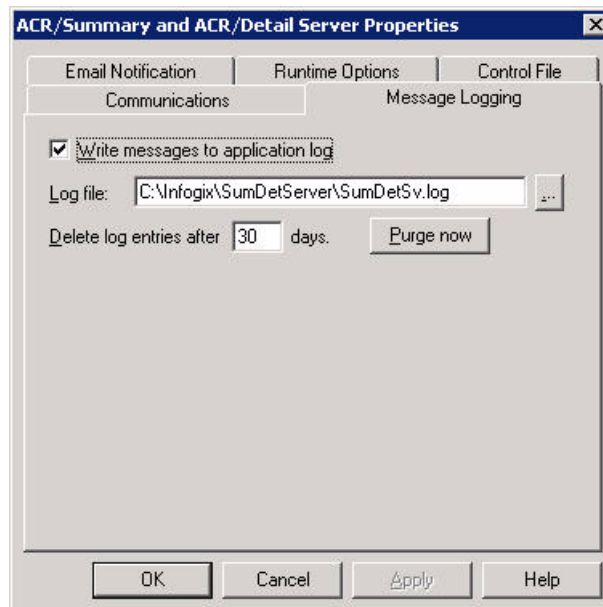 ACR/Summary and ACR/Detail Server Properties
Email Notification Runtime Options Control File
Communications Message Logging
Write messages to application log
Log file: C:\Infogix\SumDetServer\SumDetSv.log ...
Delete log entries after 30 days. Purge now
OK Cancel Apply Help